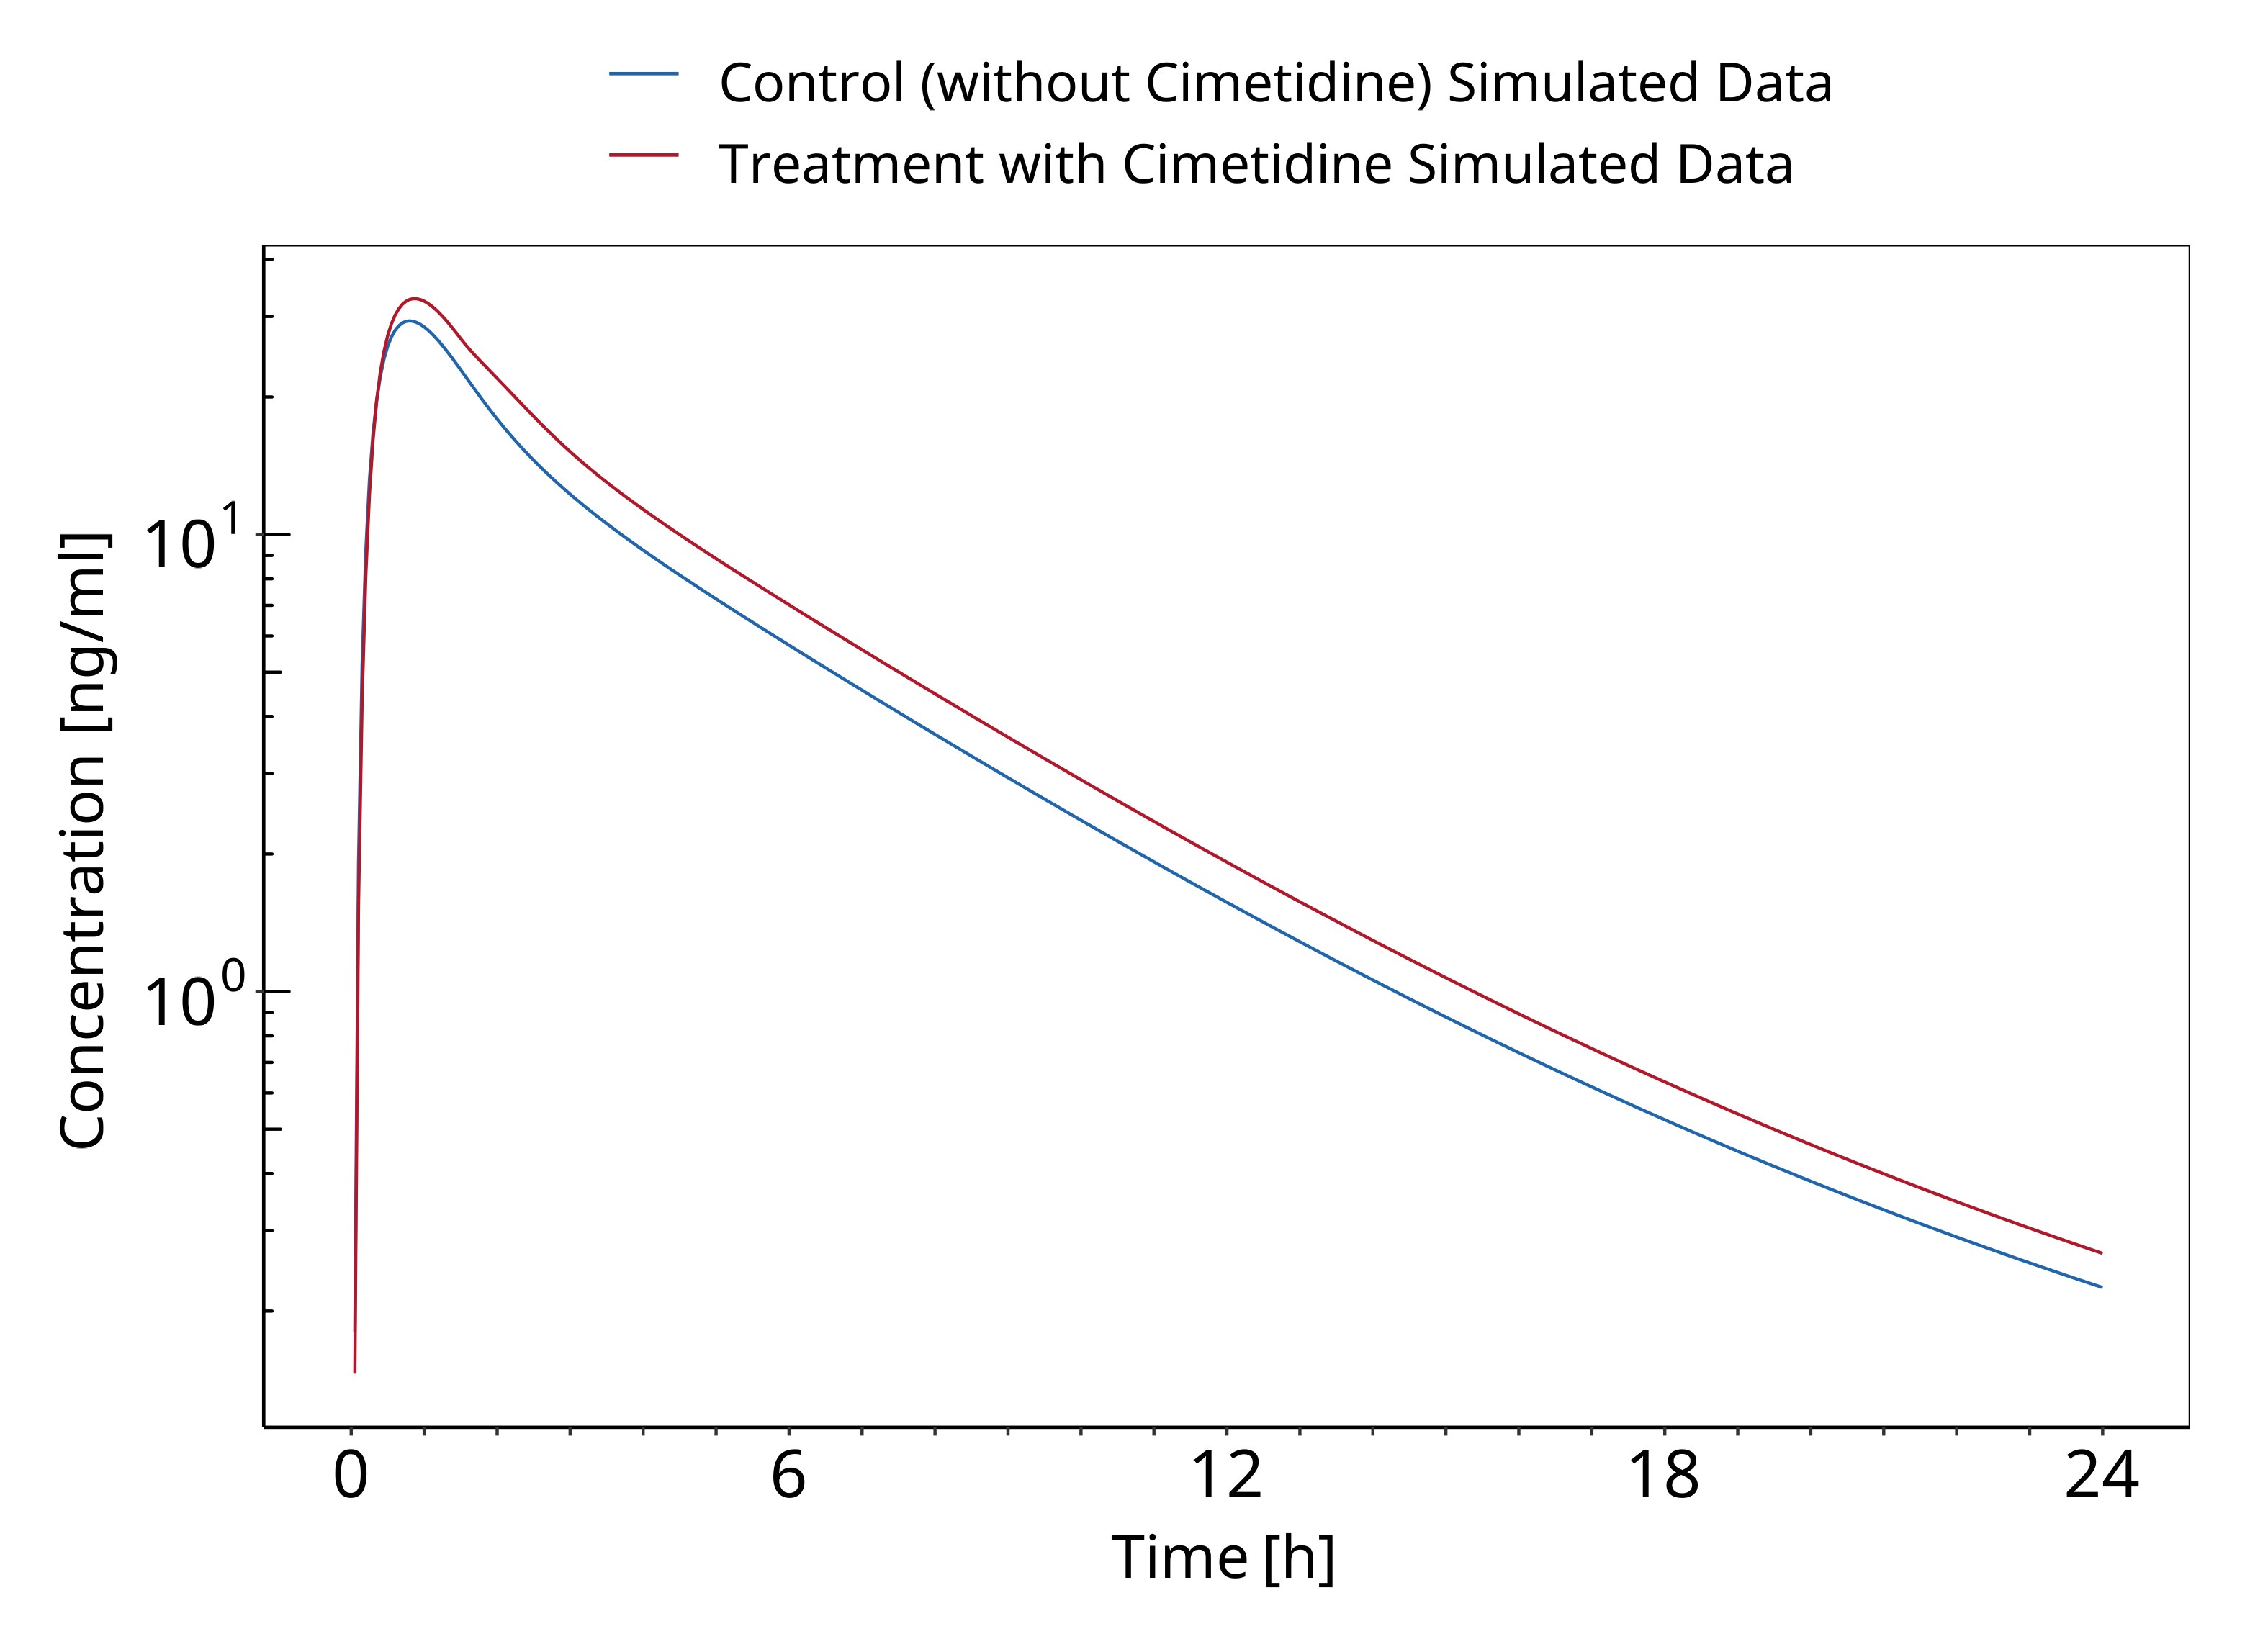 Control (without Cimetidine) Simulated Data
Treatment with Cimetidine Simulated Data
Concentration [ng/ml]
10^1
10^0
0 6 12 18 24
Time [h]